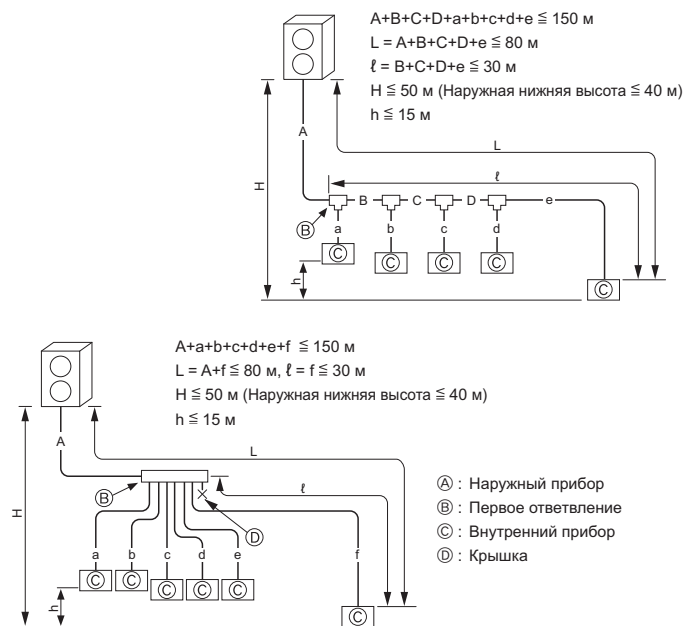 A+B+C+D+a+b+c+d+e ≦ 150 м
L = A+B+C+D+e ≦ 80 м
ℓ = B+C+D+e ≦ 30 м
H ≦ 50 м (Наружная нижняя высота ≦ 40 м)
h ≦ 15 м
A
L
H
ℓ
B C D e
Ⓑ a b c d
Ⓒ
Ⓒ Ⓒ Ⓒ
h
Ⓒ
A+a+b+c+d+e+f ≦ 150 м
L = A+f ≦ 80 м, ℓ = f ≦ 30 м
H ≦ 50 м (Наружная нижняя высота ≦ 40 м)
h ≦ 15 м
A
L
H
Ⓑ
ℓ
Ⓓ
a b c d e f
Ⓒ Ⓒ Ⓒ Ⓒ Ⓒ
h
Ⓒ
Ⓐ : Наружный прибор
Ⓑ : Первое ответвление
Ⓒ : Внутренний прибор
Ⓓ : Крышка